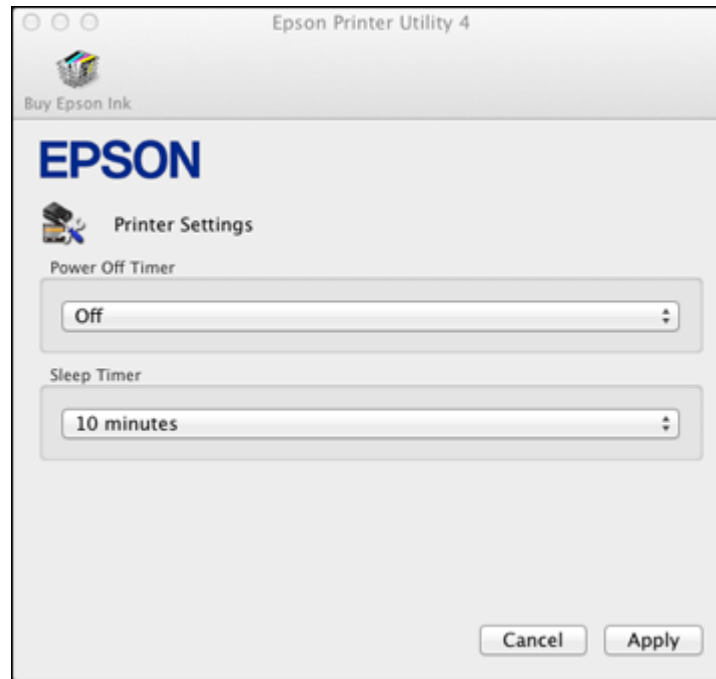 Epson Printer Utility 4
Buy Epson Ink
EPSON
Printer Settings
Power Off Timer
Off
Sleep Timer
10 minutes
Cancel Apply